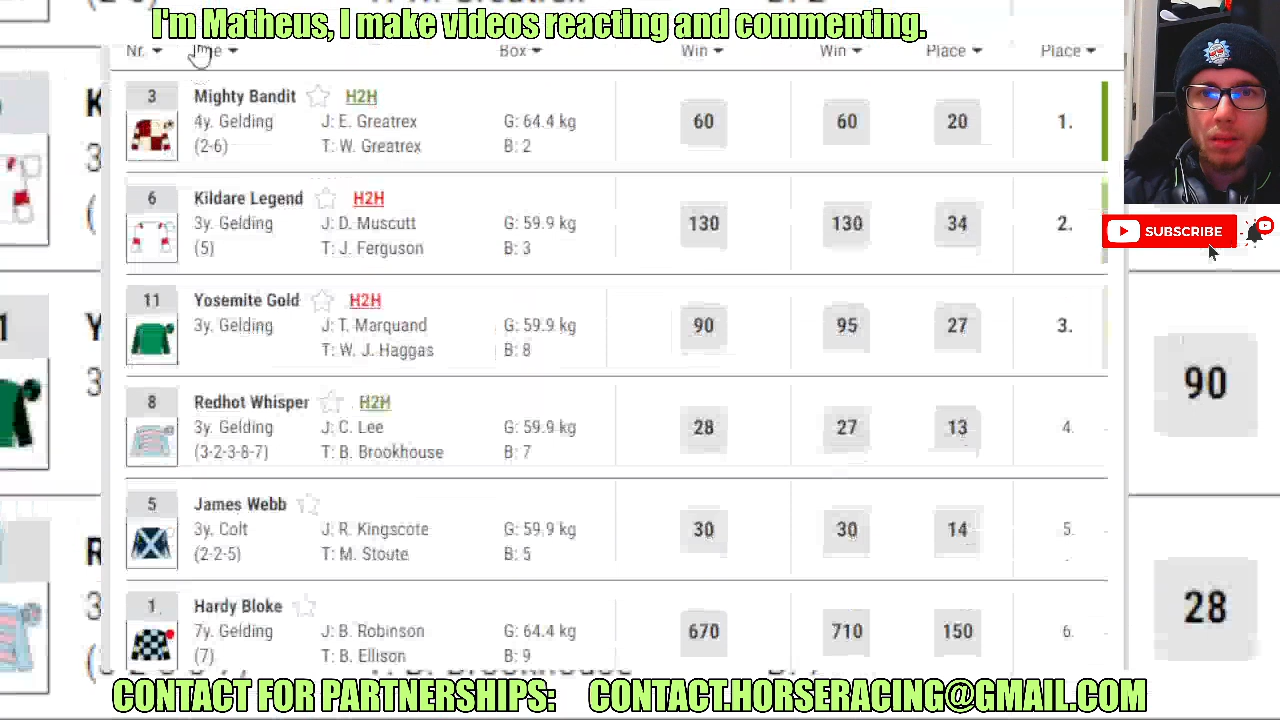 I'm Matheus, I make videos reacting and commenting.
Nr. Box Win Win Place Place
3 Mighty Bandit H2H
4y. Gelding J: E. Greatrex G: 64.4 kg 60 60 20 1.
(2-6) T: W. Greatrex B: 2
6 Kildare Legend H2H
3y. Gelding J: D. Muscutt G: 59.9 kg 130 130 34 2.
(5) T: J. Ferguson B: 3
SUBSCRIBE
11 Yosemite Gold H2H
3y. Gelding J: T. Marquand G: 59.9 kg 90 95 27 3.
T: W. J. Haggas B: 8
90
8 Redhot Whisper H2H
3y. Gelding J: C. Lee G: 59.9 kg 28 27 13 4.
(3-2-3-8-7) T: B. Brookhouse B: 7
5 James Webb
3y. Colt J: R. Kingscote G: 59.9 kg 30 30 14 5.
(2-2-5) T: M. Stoute B: 5
28
1 Hardy Bloke
7y. Gelding J: B. Robinson G: 64.4 kg 670 710 150 6.
(7) T: B. Ellison B: 9
CONTACT FOR PARTNERSHIPS: CONTACT.HORSERACING@GMAIL.COM